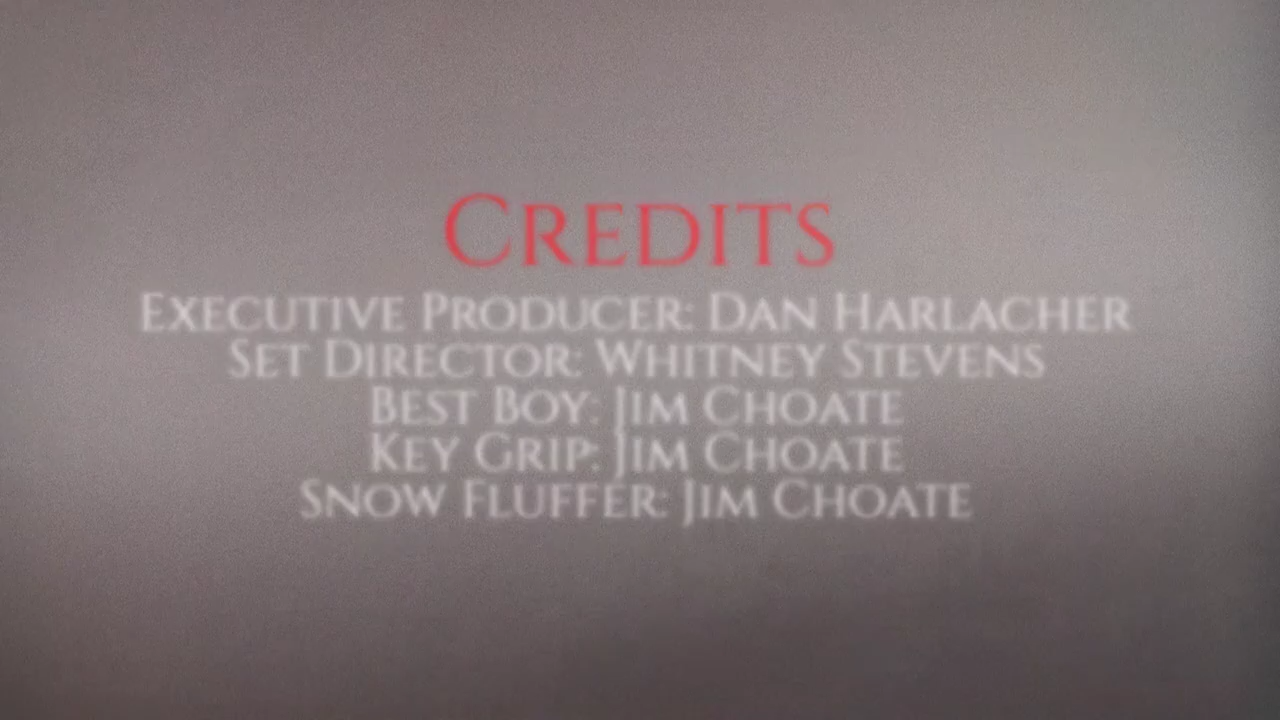 Credits
Executive Producer: Dan Harlacher
Set Director: Whitney Stevens
Best Boy: Jim Choate
Key Grip: Jim Choate
Snow Fluffer: Jim Choate